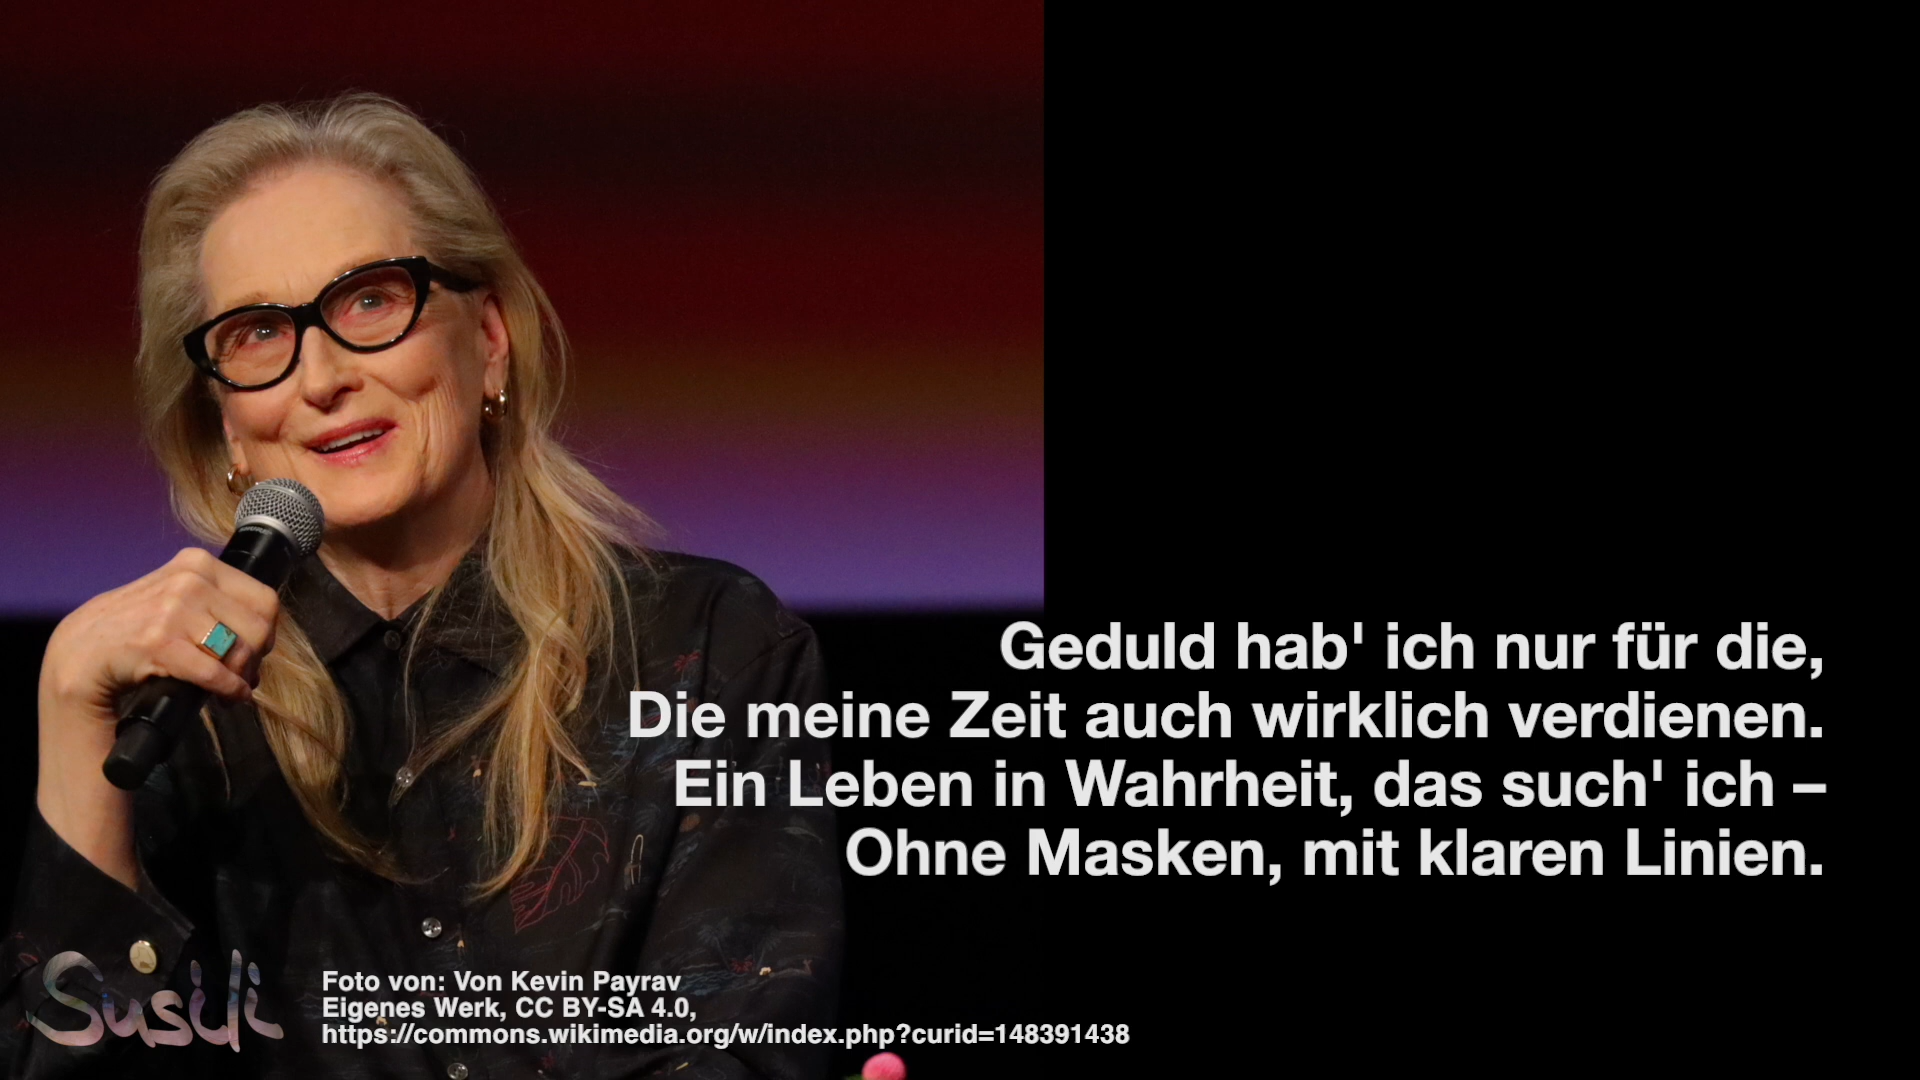 Geduld hab' ich nur für die,
Die meine Zeit auch wirklich verdienen.
Ein Leben in Wahrheit, das such' ich –
Ohne Masken, mit klaren Linien.
Susili
Foto von: Von Kevin Payrav
Eigenes Werk, CC BY-SA 4.0,
https://commons.wikimedia.org/w/index.php?curid=148391438